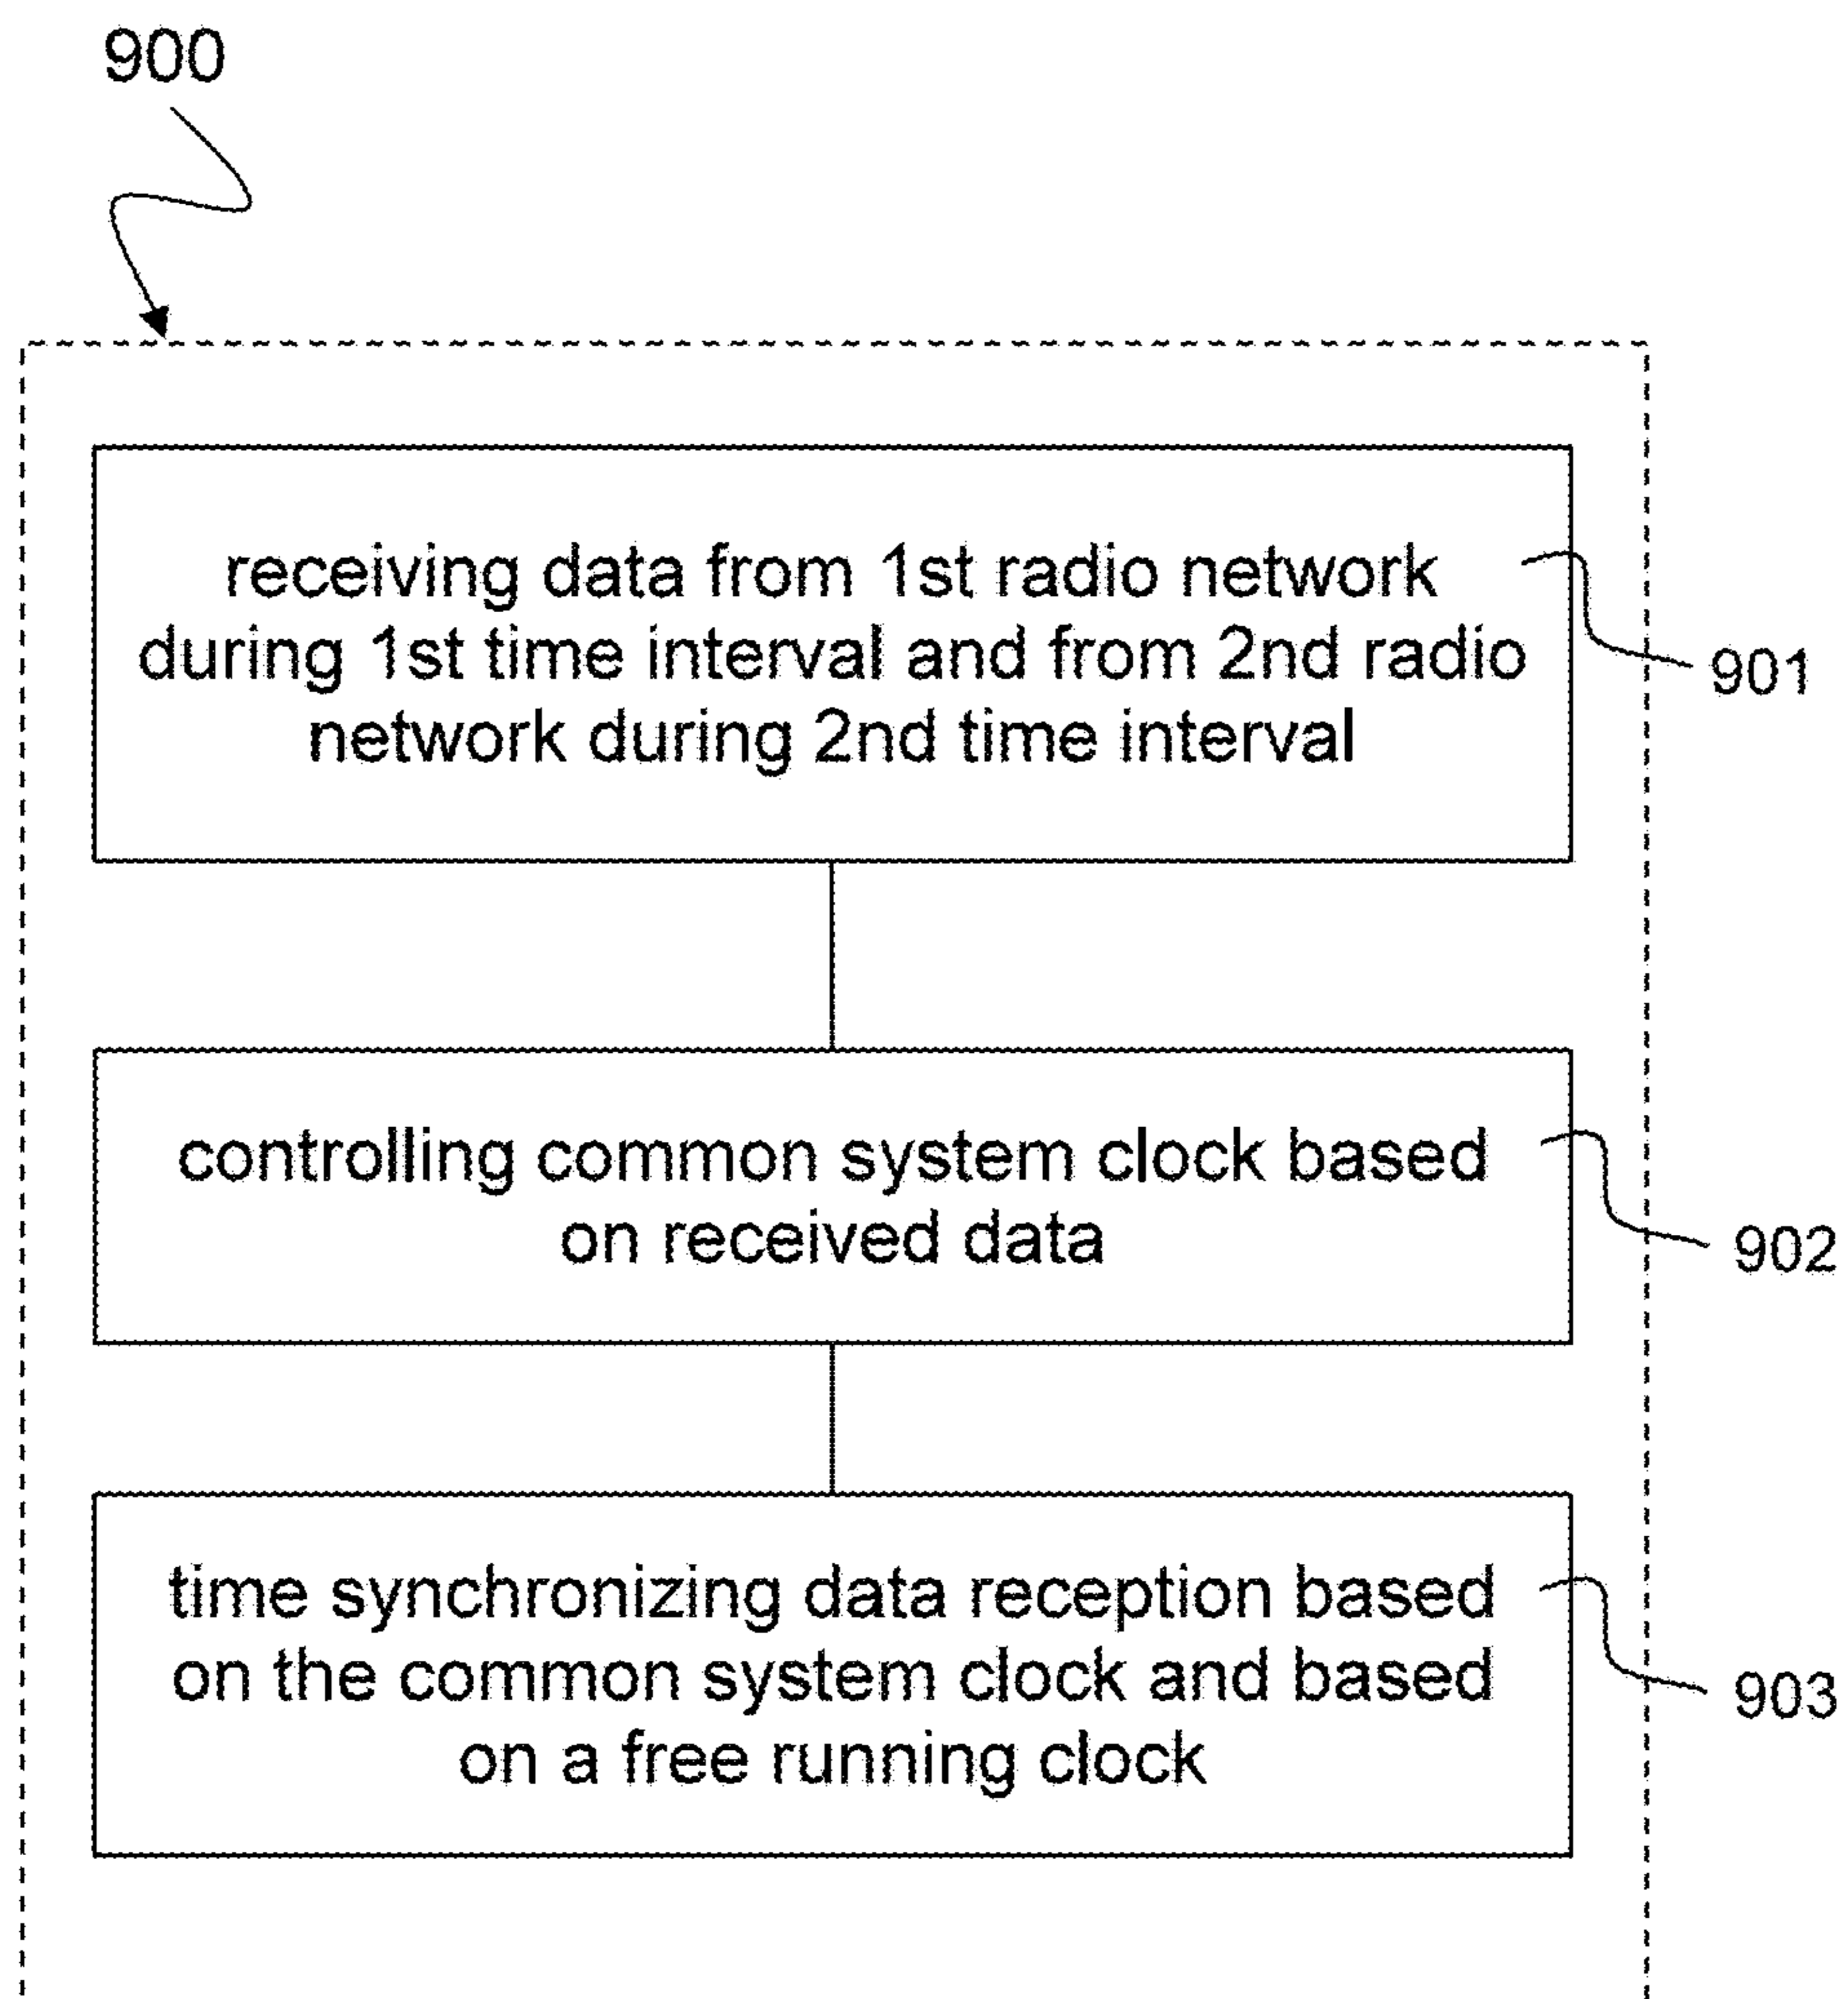 900
receiving data from 1st radio network
during 1st time interval and from 2nd radio
network during 2nd time interval
901
controlling common system clock based
on received data
902
time synchronizing data reception based
on the common system clock and based
on a free running clock
903